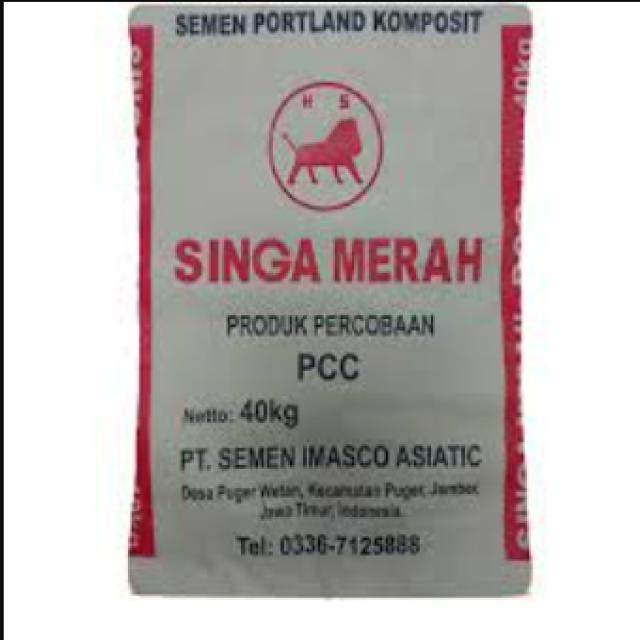 SEMEN PORTLAND KOMPOSIT
H S
SINGA MERAH
PRODUK PERCOBAAN
PCC
Netto: 40kg
PT. SEMEN IMASCO ASIATIC
Desa Puger Wetan, Kecamatan Puger, Jember,
Jawa Timur, Indonesia.
Tel: 0336-7125888
40kg